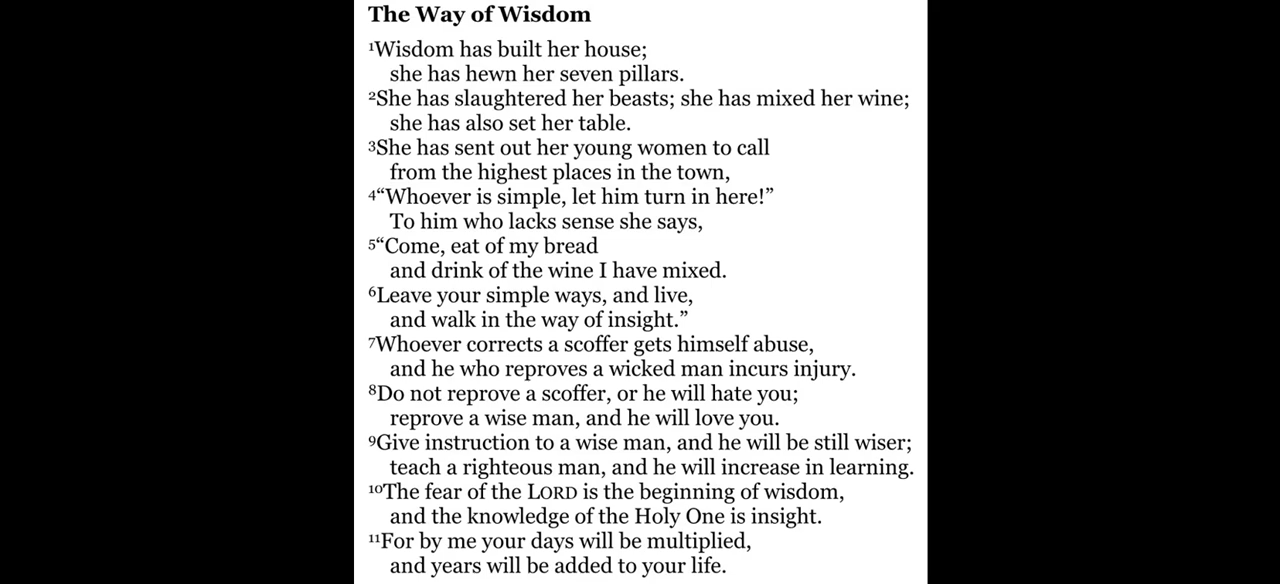 The Way of Wisdom
¹Wisdom has built her house;
she has hewn her seven pillars.
²She has slaughtered her beasts; she has mixed her wine;
she has also set her table.
³She has sent out her young women to call
from the highest places in the town,
⁴“Whoever is simple, let him turn in here!”
To him who lacks sense she says,
⁵“Come, eat of my bread
and drink of the wine I have mixed.
⁶Leave your simple ways, and live,
and walk in the way of insight.”
⁷Whoever corrects a scoffer gets himself abuse,
and he who reproves a wicked man incurs injury.
⁸Do not reprove a scoffer, or he will hate you;
reprove a wise man, and he will love you.
⁹Give instruction to a wise man, and he will be still wiser;
teach a righteous man, and he will increase in learning.
¹⁰The fear of the LORD is the beginning of wisdom,
and the knowledge of the Holy One is insight.
¹¹For by me your days will be multiplied,
and years will be added to your life.